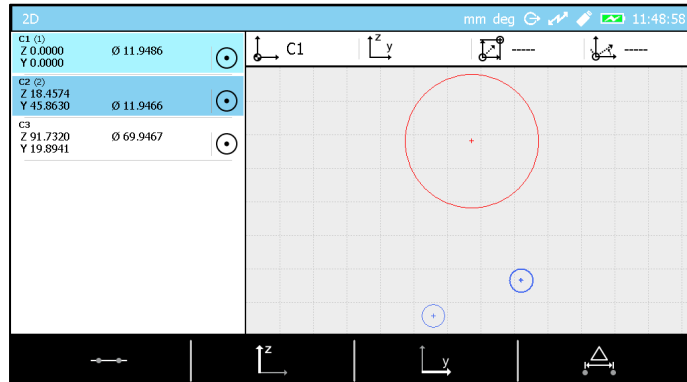 2D
mm deg 11:48:58
C1 (1)
Z 0.0000 Ø 11.9486
Y 0.0000
C2 (2)
Z 18.4574
Y 45.8630 Ø 11.9466
C3
Z 91.7320 Ø 69.9467
Y 19.8941
C1
z y
-----
-----
z
y